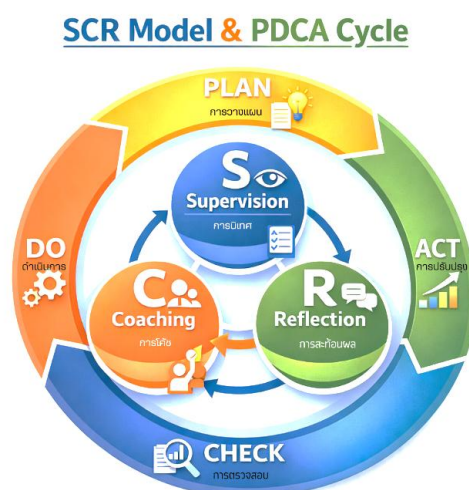 SCR Model & PDCA Cycle
PLAN
การวางแผน
S
Supervision
การนิเทศ
DO
ดำเนินการ
ACT
การปรับปรุง
C
Coaching
การโค้ช
R
Reflection
การสะท้อนผล
CHECK
การตรวจสอบ